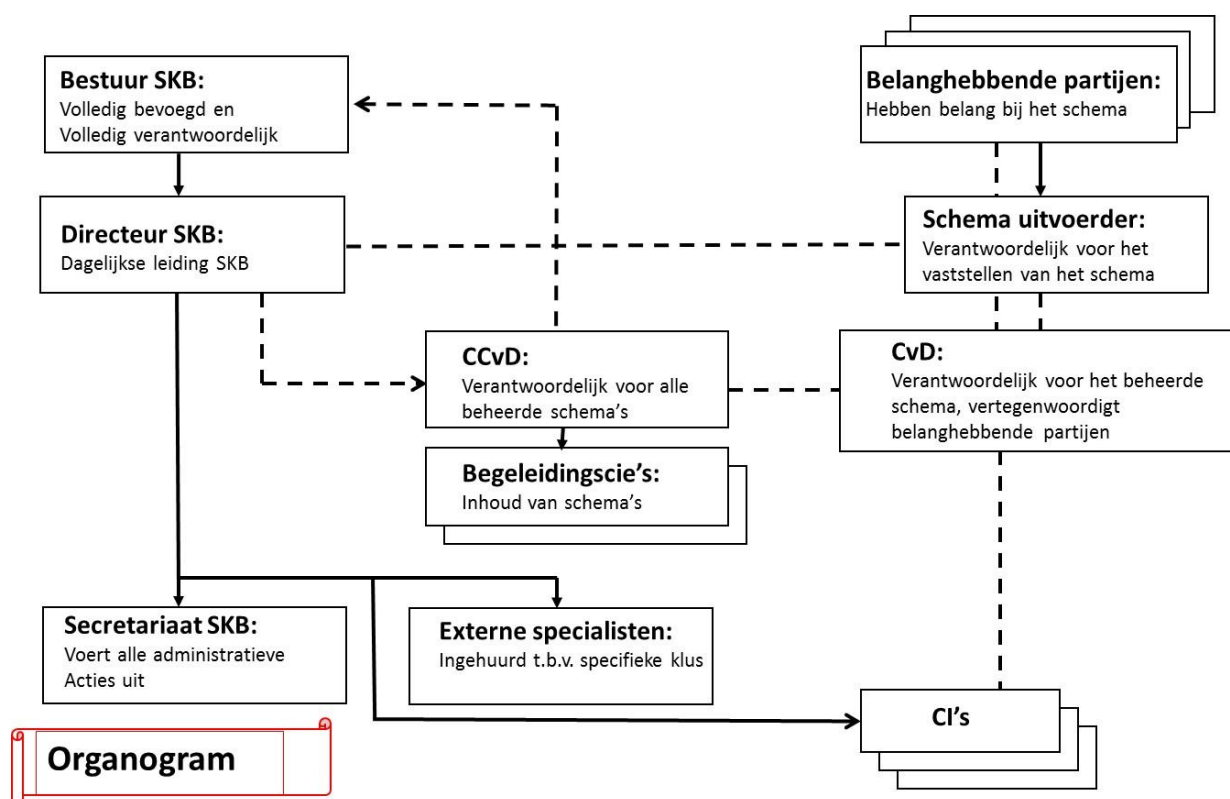 Bestuur SKB:
Volledig bevoegd en
Volledig verantwoordelijk
Belanghebbende partijen:
Hebben belang bij het schema
Directeur SKB:
Dagelijkse leiding SKB
Schema uitvoerder:
Verantwoordelijk voor het
vaststellen van het schema
CCvD:
Verantwoordelijk voor alle
beheerde schema's
CvD:
Verantwoordelijk voor het beheerde
schema, vertegenwoordigt
belanghebbende partijen
Begeleidingscie's:
Inhoud van schema's
Secretariaat SKB:
Voert alle administratieve
Acties uit
Externe specialisten:
Ingehuurd t.b.v. specifieke klus
CI's
Organogram